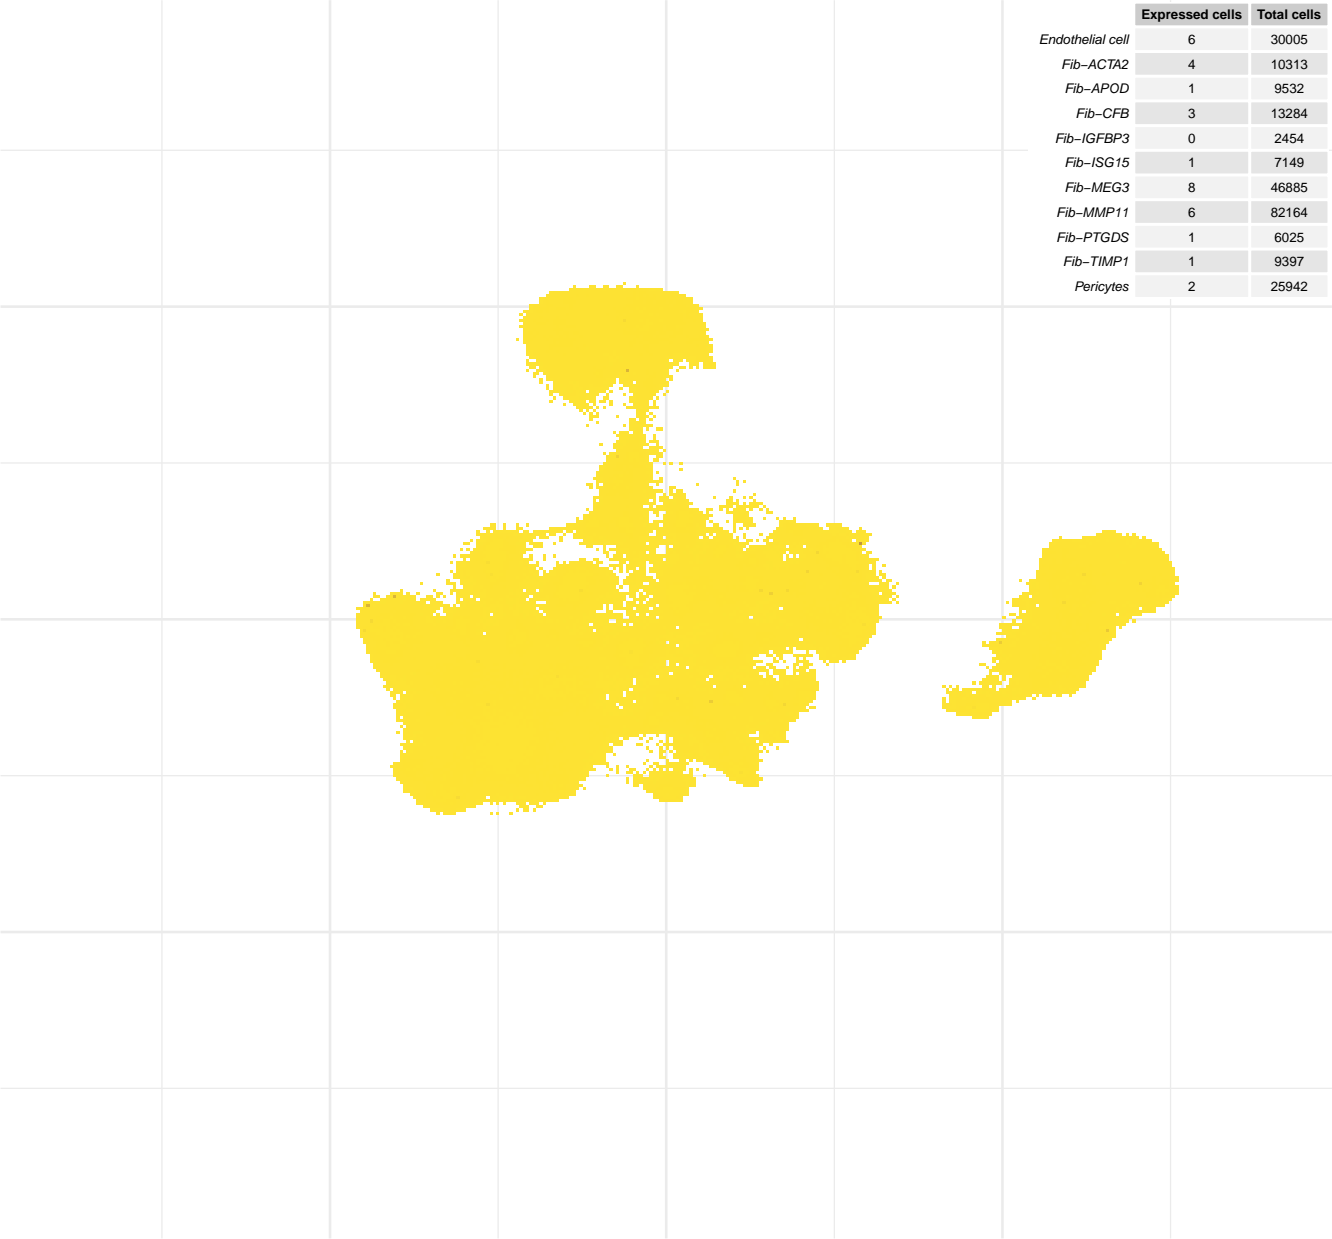 Expressed cells Total cells
Endothelial cell 6 30005
Fib−ACTA2 4 10313
Fib−APOD 1 9532
Fib−CFB 3 13284
Fib−IGFBP3 0 2454
Fib−ISG15 1 7149
Fib−MEG3 8 46885
Fib−MMP11 6 82164
Fib−PTGDS 1 6025
Fib−TIMP1 1 9397
Pericytes 2 25942